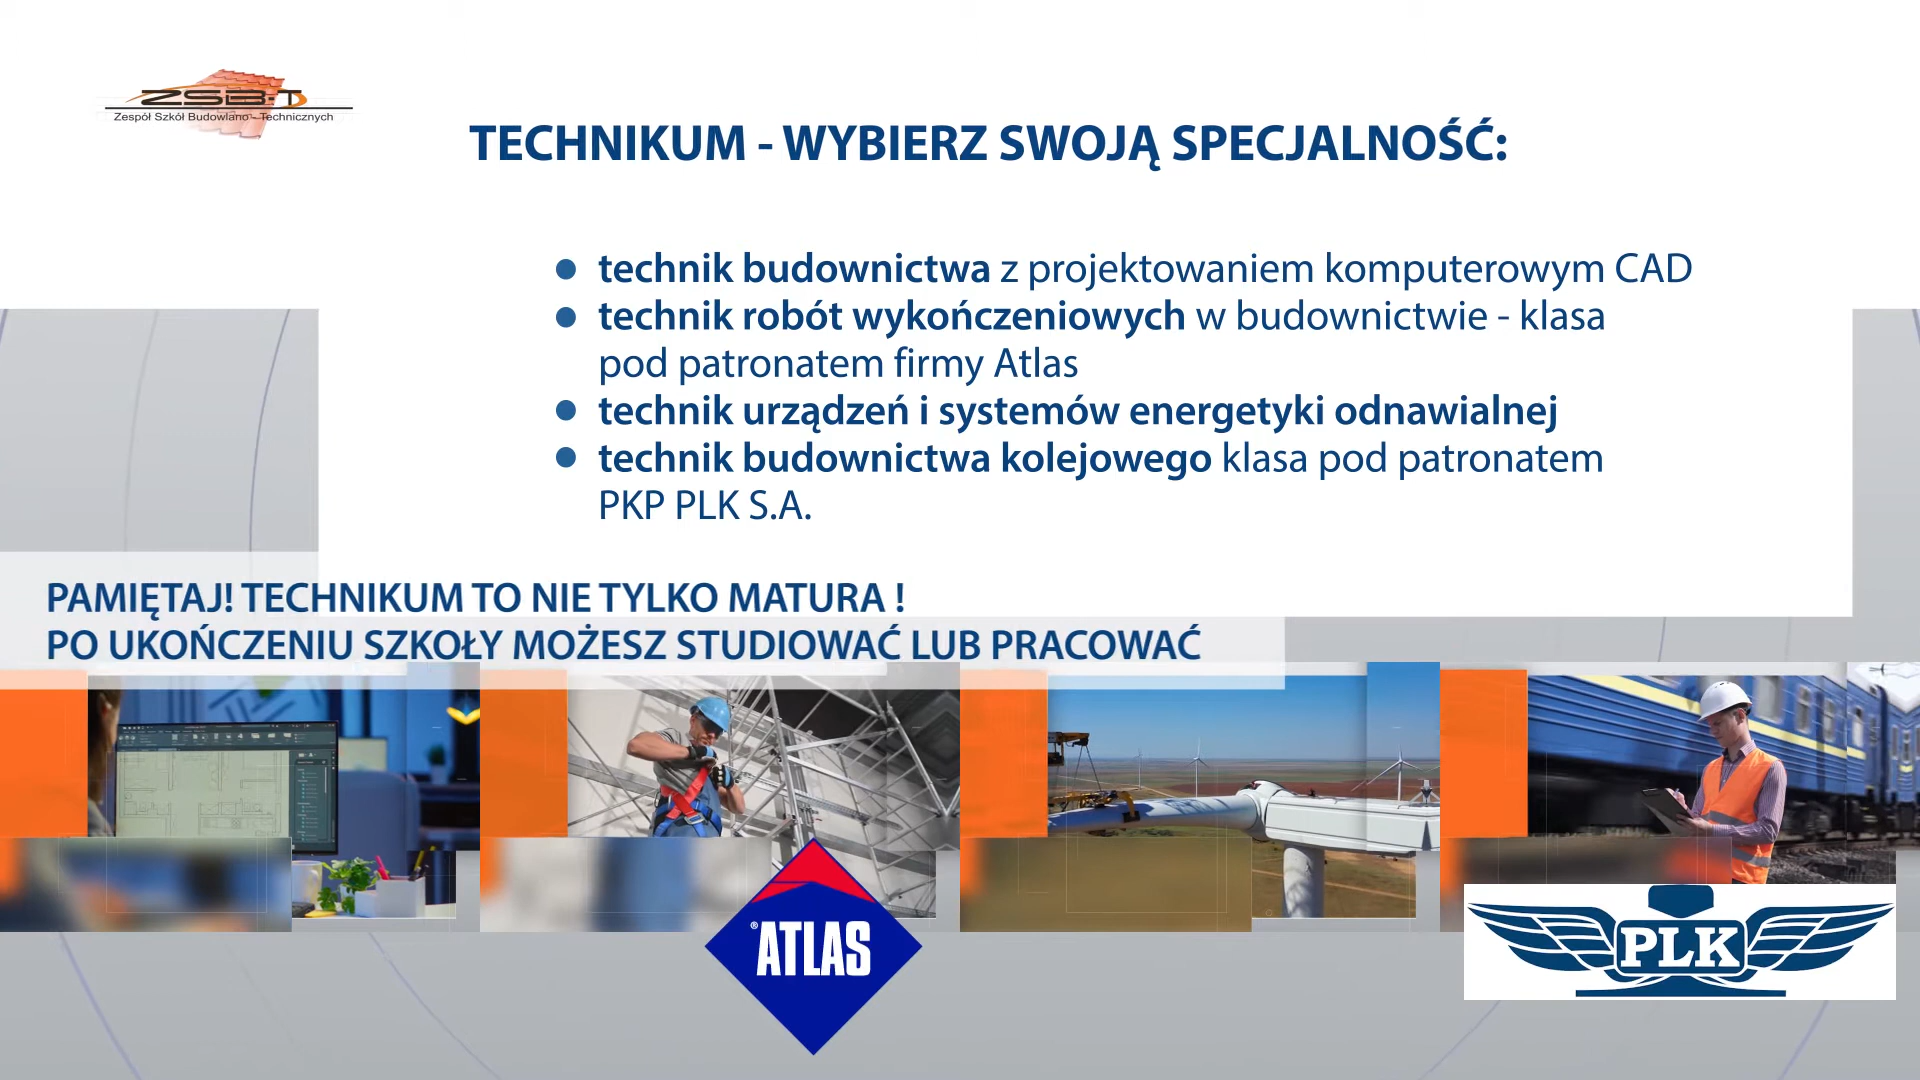 ZSB-T
Zespół Szkół Budowlano - Technicznych
TECHNIKUM - WYBIERZ SWOJĄ SPECJALNOŚĆ:
● technik budownictwa z projektowaniem komputerowym CAD
● technik robót wykończeniowych w budownictwie - klasa
pod patronatem firmy Atlas
● technik urządzeń i systemów energetyki odnawialnej
● technik budownictwa kolejowego klasa pod patronatem
PKP PLK S.A.
PAMIĘTAJ! TECHNIKUM TO NIE TYLKO MATURA !
PO UKOŃCZENIU SZKOŁY MOŻESZ STUDIOWAĆ LUB PRACOWAĆ
®ATLAS
PLK